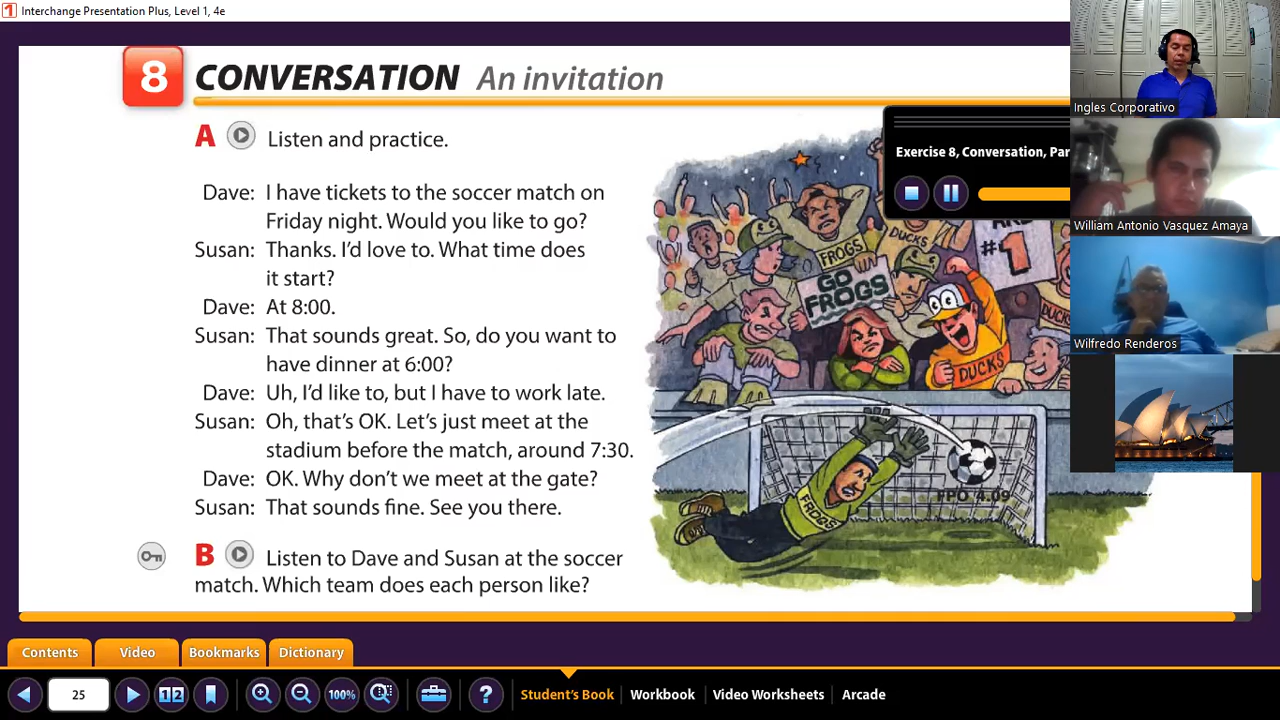 Interchange Presentation Plus, Level 1, 4e
8 CONVERSATION An invitation
A Listen and practice.
Dave: I have tickets to the soccer match on
Friday night. Would you like to go?
Susan: Thanks. I'd love to. What time does
it start?
Dave: At 8:00.
Susan: That sounds great. So, do you want to
have dinner at 6:00?
Dave: Uh, I'd like to, but I have to work late.
Susan: Oh, that's OK. Let's just meet at the
stadium before the match, around 7:30.
Dave: OK. Why don't we meet at the gate?
Susan: That sounds fine. See you there.
B Listen to Dave and Susan at the soccer
match. Which team does each person like?
Exercise 8, Conversation, Par
FROGS
DUCKS
ARE
#1
GO
FROGS
DUCKS
DUCKS
FROGS
FPO 4.09
Ingles Corporativo
William Antonio Vasquez Amaya
Wilfredo Renderos
Contents Video Bookmarks Dictionary
25 1 2 100% ? Student's Book Workbook Video Worksheets Arcade